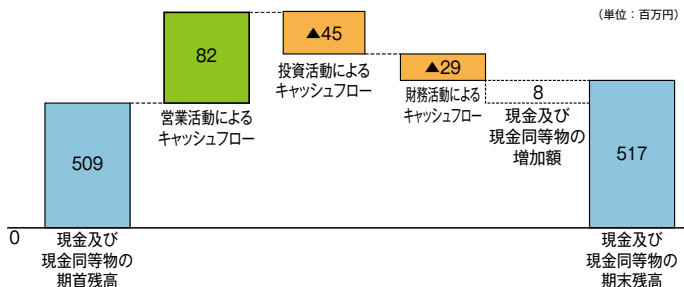 （単位：百万円）
82
営業活動による
キャッシュフロー
▲45
投資活動による
キャッシュフロー
▲29
財務活動による
キャッシュフロー
8
現金及び
現金同等物の
増加額
509
517
0
現金及び
現金同等物の
期首残高
現金及び
現金同等物の
期末残高